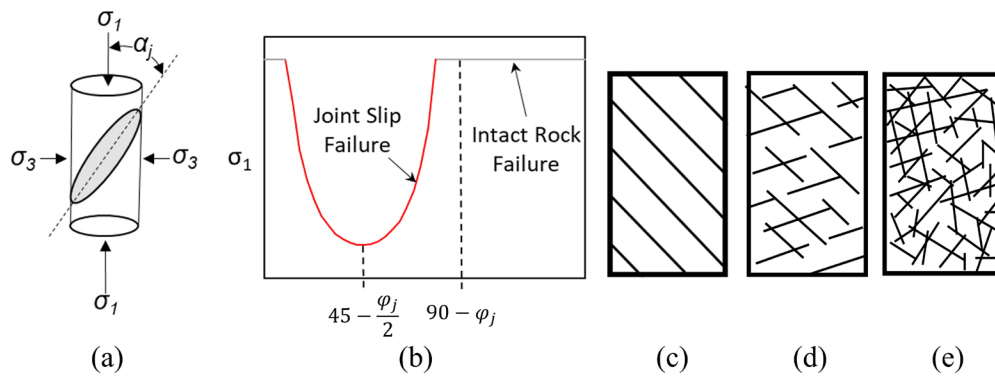 σ1
αj
σ3
σ3
σ1
(a)
σ1
Joint Slip
Failure
Intact Rock
Failure
45 − φj/2
90 − φj
(b)
(c)
(d)
(e)